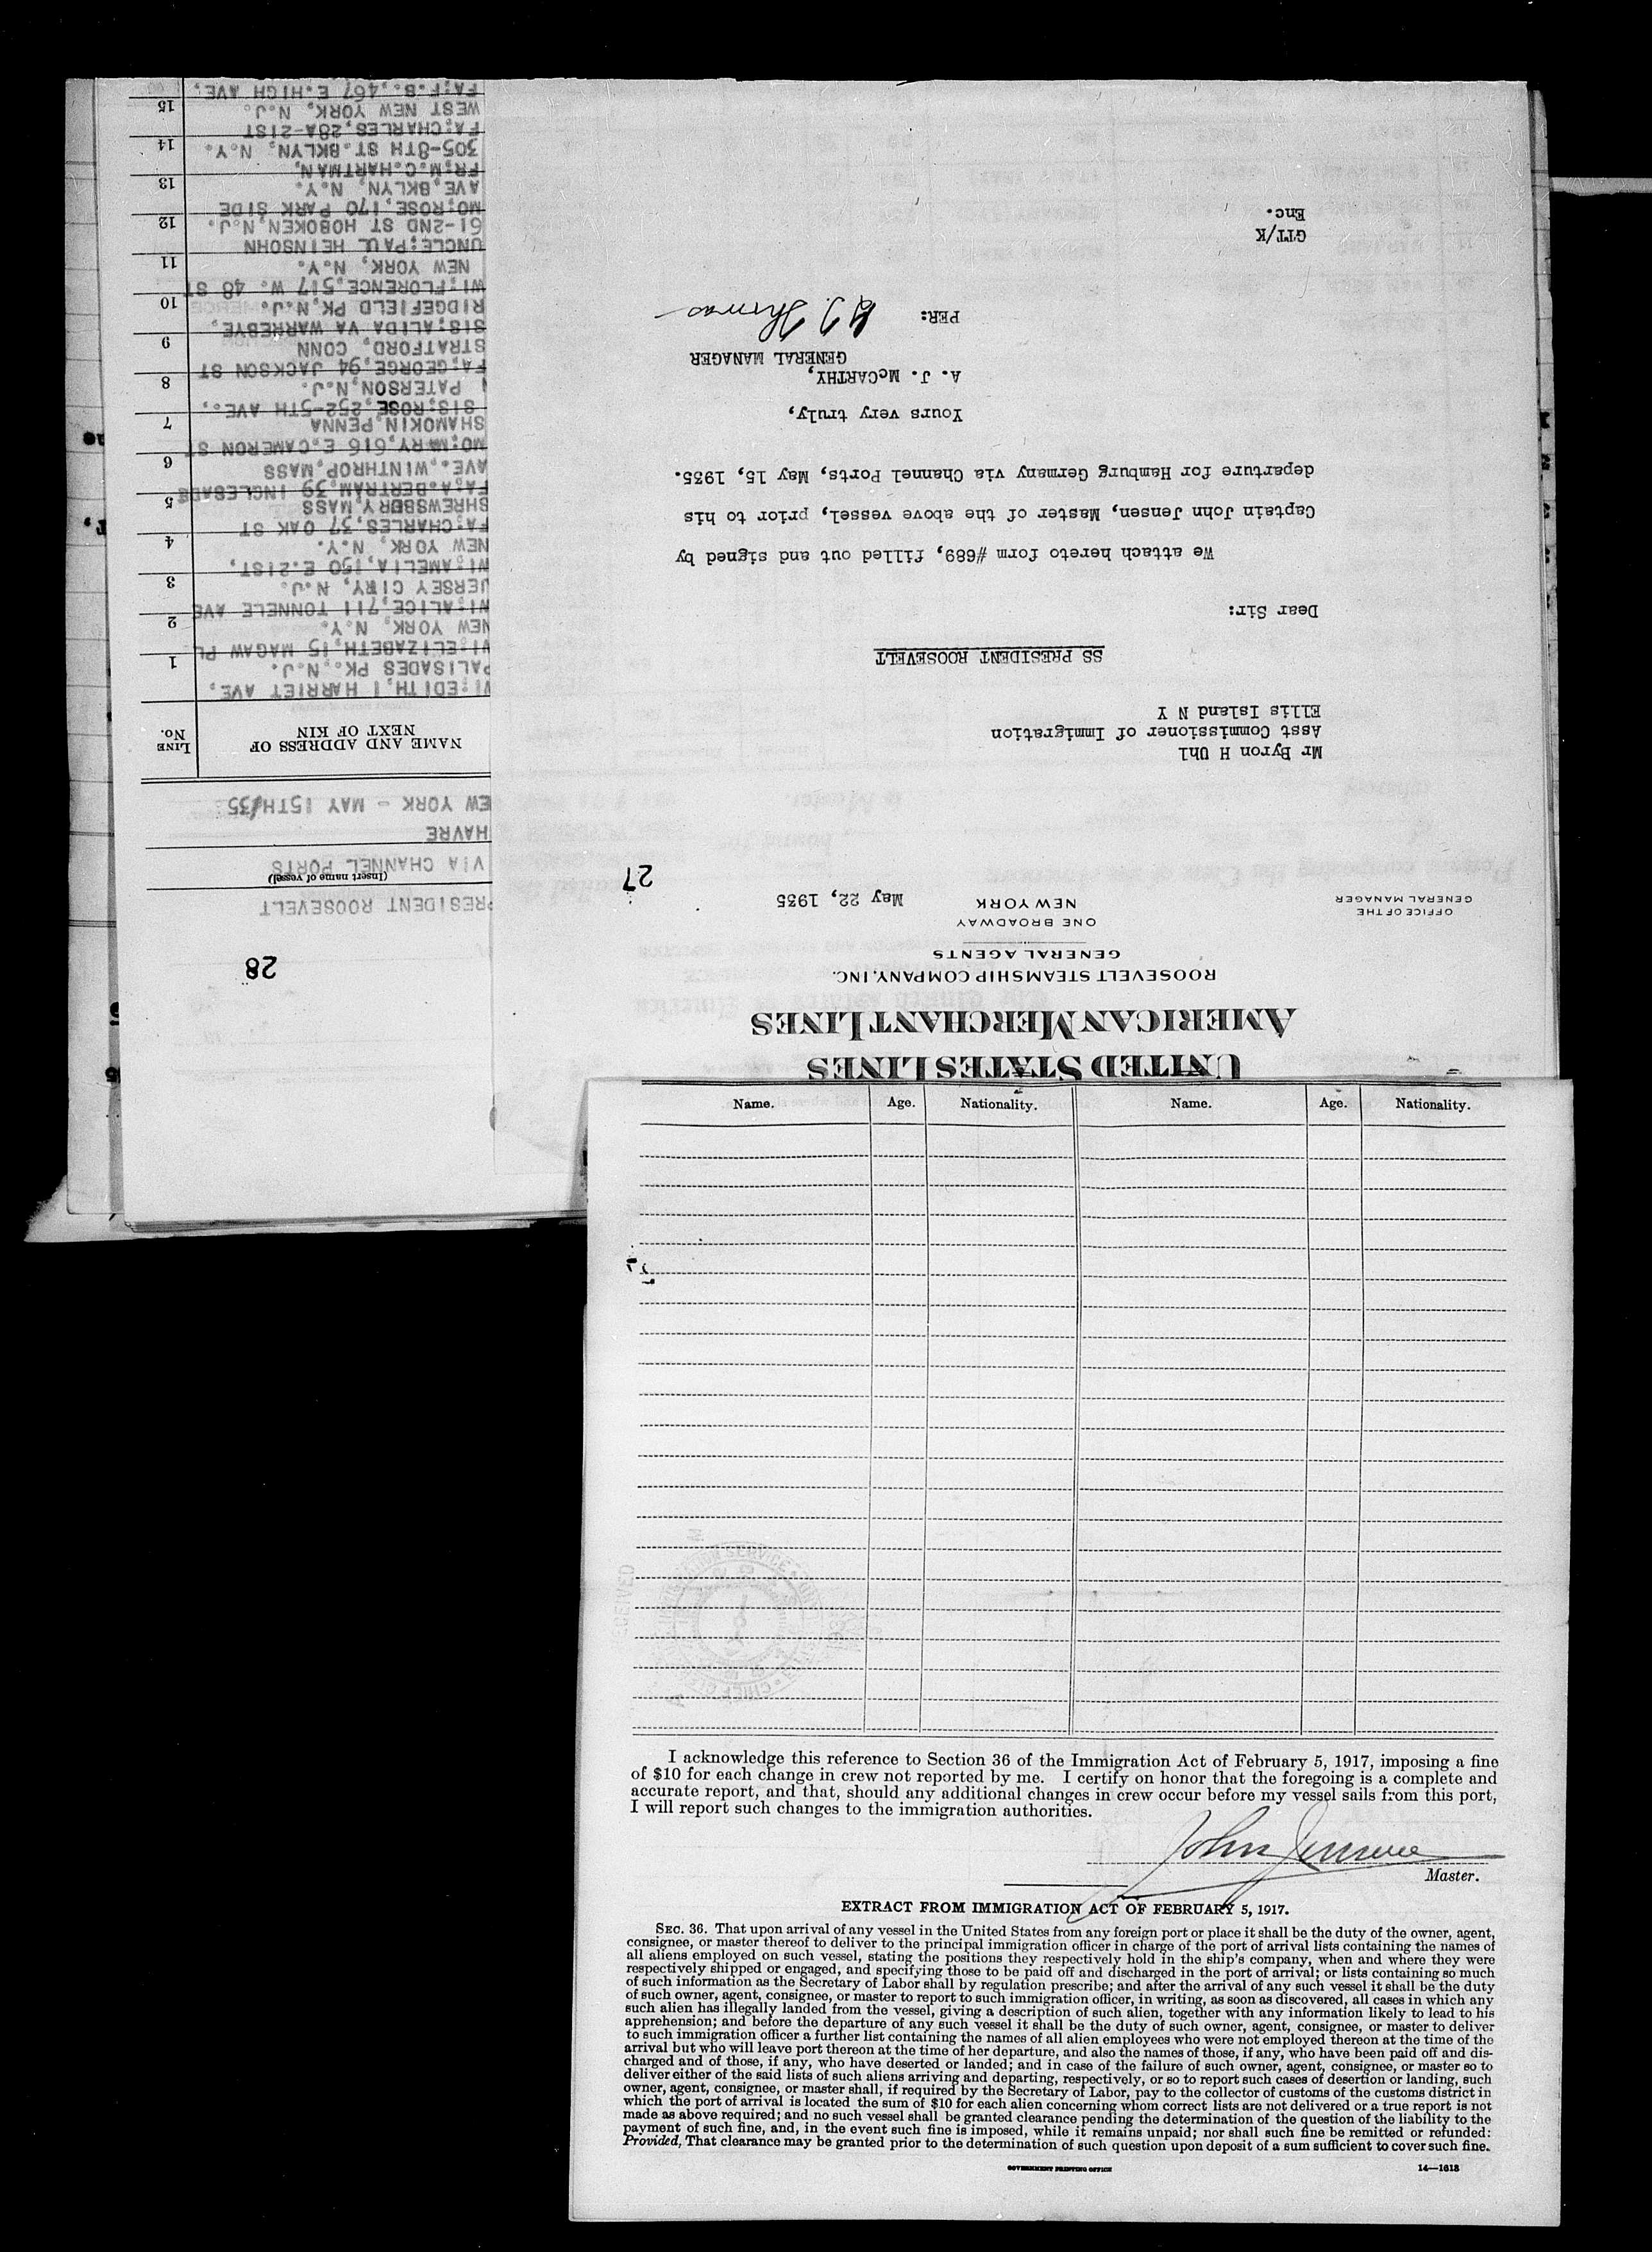 UNITED STATES LINES
AMERICAN MERCHANT LINES
ROOSEVELT STEAMSHIP COMPANY, INC.
GENERAL AGENTS
ONE BROADWAY
NEW YORK
OFFICE OF THE
GENERAL MANAGER
May 22, 1935
27
Mr Byron H Uhl
Asst Commissioner of Immigration
Ellis Island N Y
SS PRESIDENT ROOSEVELT
Dear Sir:
We attach hereto form #689, filled out and signed by
Captain John Jensen, Master of the above vessel, prior to his
departure for Hamburg Germany via Channel Ports, May 15, 1935.
Yours very truly,
A. J. McCARTHY,
GENERAL MANAGER
PER:
GTT/K
Enc.
28
PRESIDENT ROOSEVELT
(Insert name of vessel)
VIA CHANNEL PORTS
HAVRE
EW YORK - MAY 15TH/35
NAME AND ADDRESS OF
NEXT OF KIN
LINE
No.
WI;EDITH,1 HARRIET AVE.
PALISADES PK., N.J.
1
WI;ELIZABETH,15 MAGAW PL
NEW YORK, N.Y.
2
WI;ALICE,711 TONNELE AVE
JERSEY CITY, N.J.
3
WI;AMELIA,150 E.21ST,
NEW YORK, N.Y.
4
FA;CHARLES,37 OAK ST
SHREWSBURY,MASS
5
FA;A.BERTRAM,39 INGLESADE
AVE.,WINTHROP,MASS
6
MO;MARY,616 E.CAMERON ST
SHAMOKIN,PENNA
7
SIS;ROSE,252-5TH AVE.,
PATERSON,N.J.
8
FA;GEORGE,94 JACKSON ST
STRATFORD, CONN
9
SIS;ALIDA VA WARREBYE,
RIDGEFIELD PK,N.J.
10
WI;FLORENCE,517 W. 48 ST
NEW YORK, N.Y.
11
UNCLE;PAUL HEINSOHN
61-2ND ST HOBOKEN,N.J.
12
MO;ROSE,170 PARK SIDE
AVE,BKLYN, N.Y.
13
FR;M.C.HARTMAN,
305-8TH ST.BKLYN, N.Y.
14
FA;CHARLES,28A-21ST
WEST NEW YORK, N.J.
15
FA;F.B.,467 E.HIGH AVE.
Name. Age. Nationality. Name. Age. Nationality.
I acknowledge this reference to Section 36 of the Immigration Act of February 5, 1917, imposing a fine
of $10 for each change in crew not reported by me. I certify on honor that the foregoing is a complete and
accurate report, and that, should any additional changes in crew occur before my vessel sails from this port,
I will report such changes to the immigration authorities.
John Jensen
Master.
EXTRACT FROM IMMIGRATION ACT OF FEBRUARY 5, 1917.
SEC. 36. That upon arrival of any vessel in the United States from any foreign port or place it shall be the duty of the owner, agent,
consignee, or master thereof to deliver to the principal immigration officer in charge of the port of arrival lists containing the names of
all aliens employed on such vessel, stating the positions they respectively hold in the ship's company, when and where they were
respectively shipped or engaged, and specifying those to be paid off and discharged in the port of arrival; or lists containing so much
of such information as the Secretary of Labor shall by regulation prescribe; and after the arrival of any such vessel it shall be the duty
of such owner, agent, consignee, or master to report to such immigration officer, in writing, as soon as discovered, all cases in which any
such alien has illegally landed from the vessel, giving a description of such alien, together with any information likely to lead to his
apprehension; and before the departure of any such vessel it shall be the duty of such owner, agent, consignee, or master to deliver
to such immigration officer a further list containing the names of all alien employees who were not employed thereon at the time of the
arrival but who will leave port thereon at the time of her departure, and also the names of those, if any, who have been paid off and dis-
charged and of those, if any, who have deserted or landed; and in case of the failure of such owner, agent, consignee, or master so to
deliver either of the said lists of such aliens arriving and departing, respectively, or so to report such cases of desertion or landing, such
owner, agent, consignee, or master shall, if required by the Secretary of Labor, pay to the collector of customs of the customs district in
which the port of arrival is located the sum of $10 for each alien concerning whom correct lists are not delivered or a true report is not
made as above required; and no such vessel shall be granted clearance pending the determination of the question of the liability to the
payment of such fine, and, in the event such fine is imposed, while it remains unpaid; nor shall such fine be remitted or refunded:
Provided, That clearance may be granted prior to the determination of such question upon deposit of a sum sufficient to cover such fine.
GOVERNMENT PRINTING OFFICE
14—1618